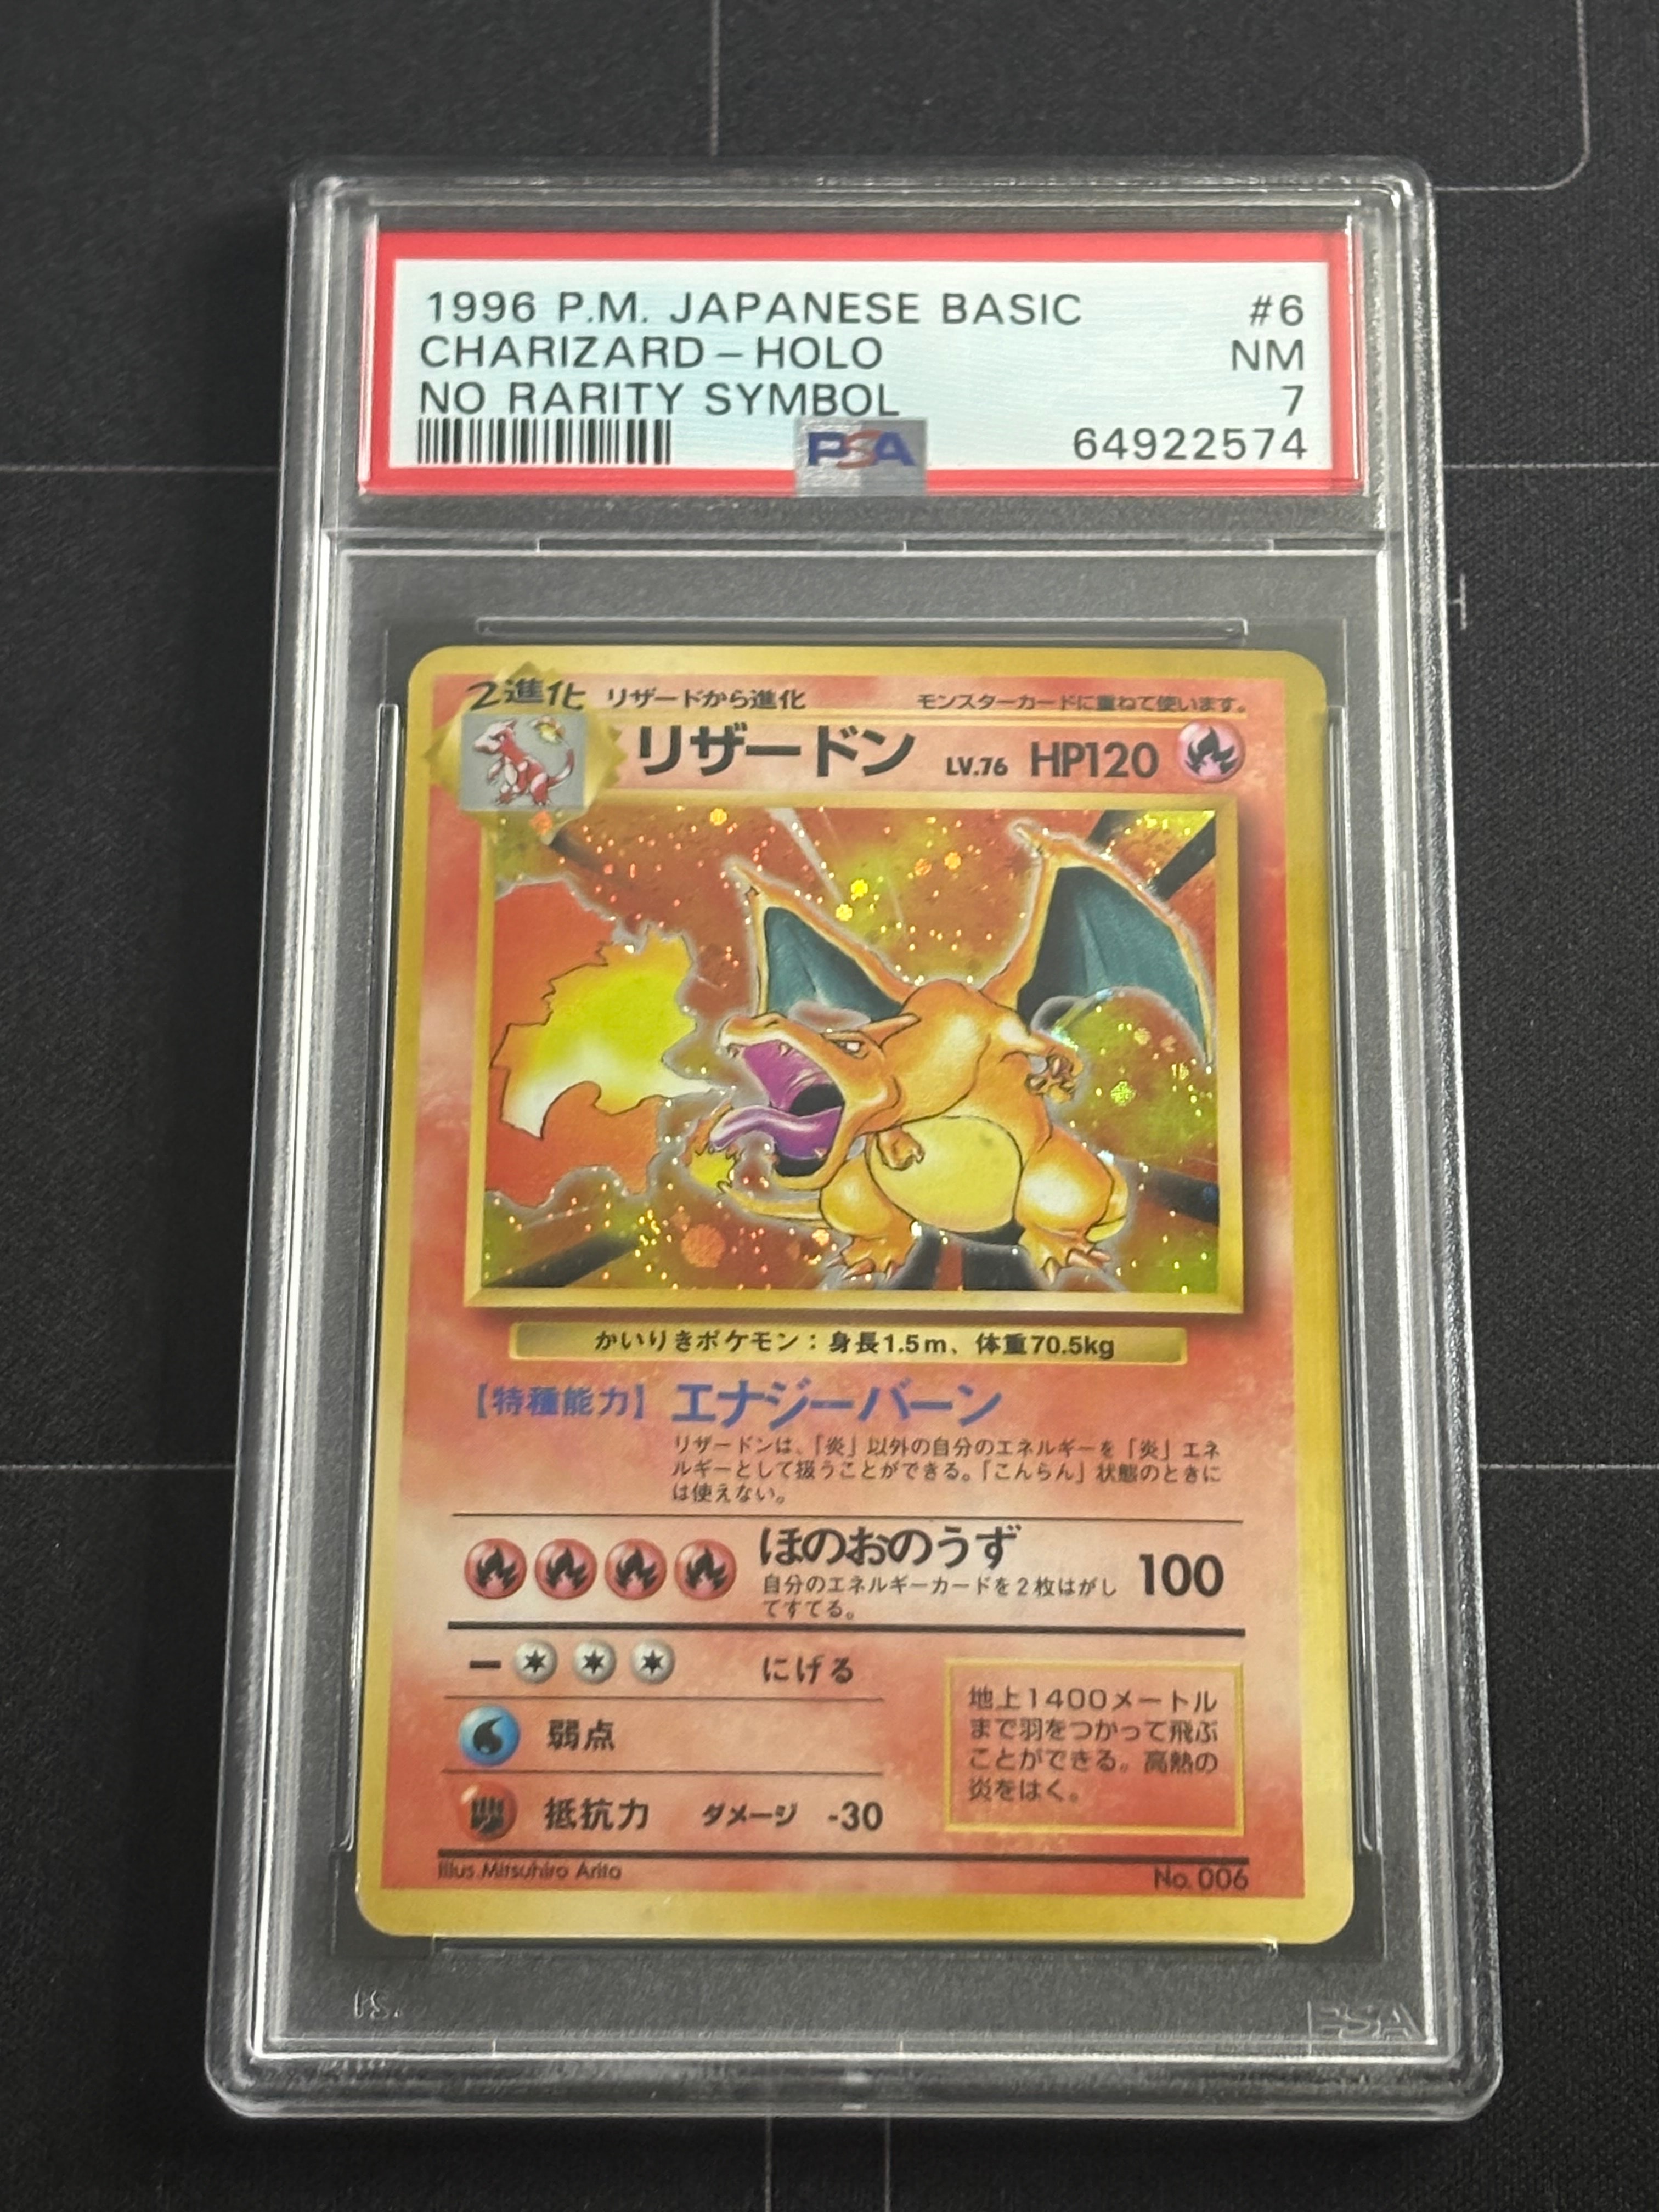 1996 P.M. JAPANESE BASIC #6
CHARIZARD-HOLO NM
NO RARITY SYMBOL 7
PSA 64922574
2進化 リザードから進化 モンスターカードに重ねて使います。
リザードン LV.76 HP120
かいりきポケモン：身長1.5m、体重70.5kg
【特種能力】エナジーバーン
リザードンは、「炎」以外の自分のエネルギーを「炎」エネ
ルギーとして扱うことができる。「こんらん」状態のときに
は使えない。
ほのおのうず 100
自分のエネルギーカードを2枚はがし
てすてる。
にげる
弱点
抵抗力 ダメージ -30
地上1400メートル
まで羽をつかって飛ぶ
ことができる。高熱の
炎をはく。
Illus. Mitsuhiro Arita No. 006
PSA